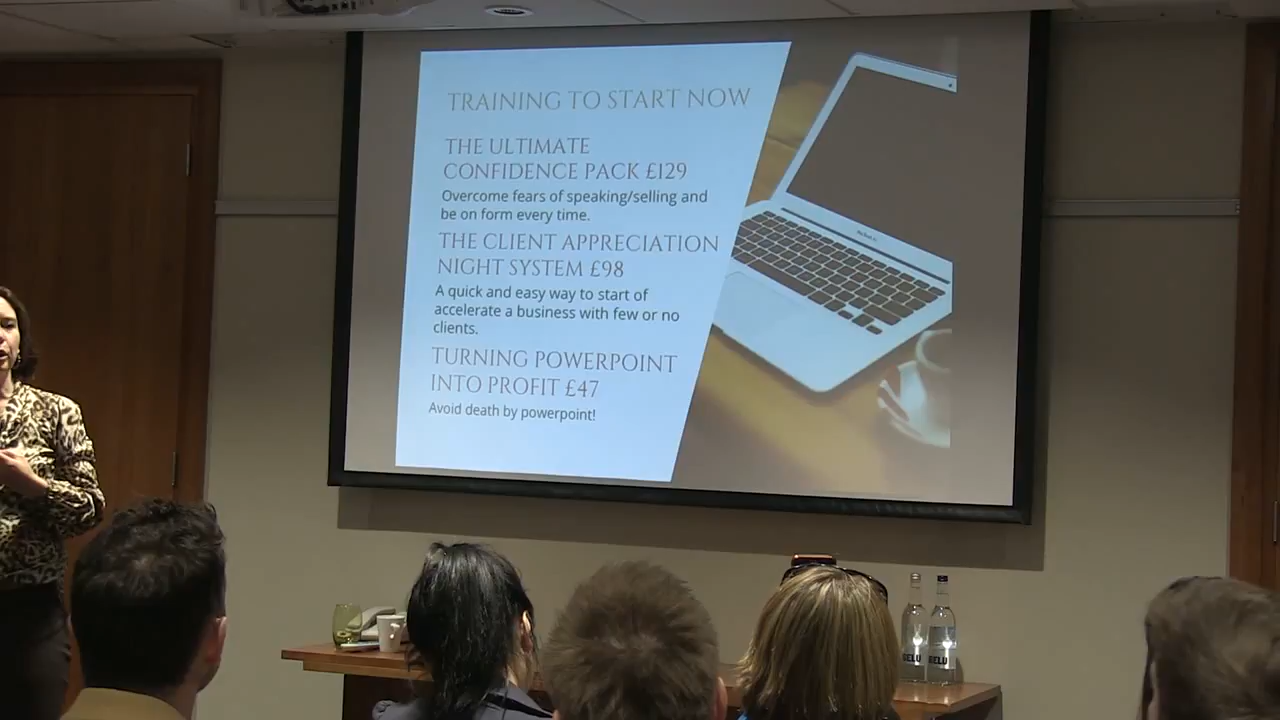 TRAINING TO START NOW
THE ULTIMATE
CONFIDENCE PACK £129
Overcome fears of speaking/selling and
be on form every time.
THE CLIENT APPRECIATION
NIGHT SYSTEM £98
A quick and easy way to start of
accelerate a business with few or no
clients.
TURNING POWERPOINT
INTO PROFIT £47
Avoid death by powerpoint!
BELU